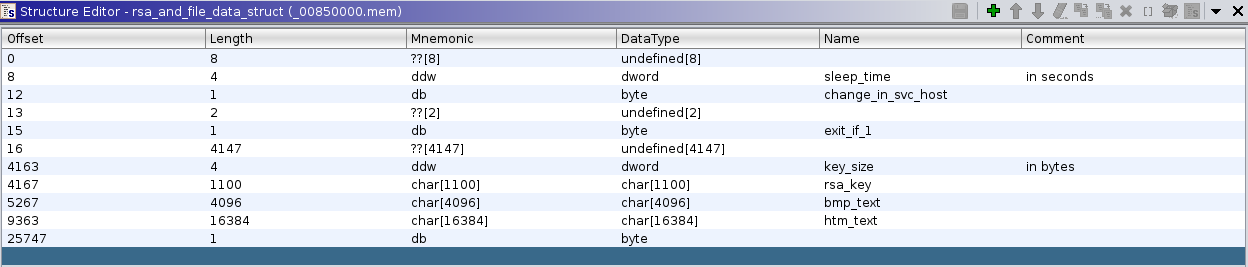 Structure Editor - rsa_and_file_data_struct (_00850000.mem)
Offset Length Mnemonic DataType Name Comment
0 8 ??[8] undefined[8]
8 4 ddw dword sleep_time in seconds
12 1 db byte change_in_svc_host
13 2 ??[2] undefined[2]
15 1 db byte exit_if_1
16 4147 ??[4147] undefined[4147]
4163 4 ddw dword key_size in bytes
4167 1100 char[1100] char[1100] rsa_key
5267 4096 char[4096] char[4096] bmp_text
9363 16384 char[16384] char[16384] htm_text
25747 1 db byte